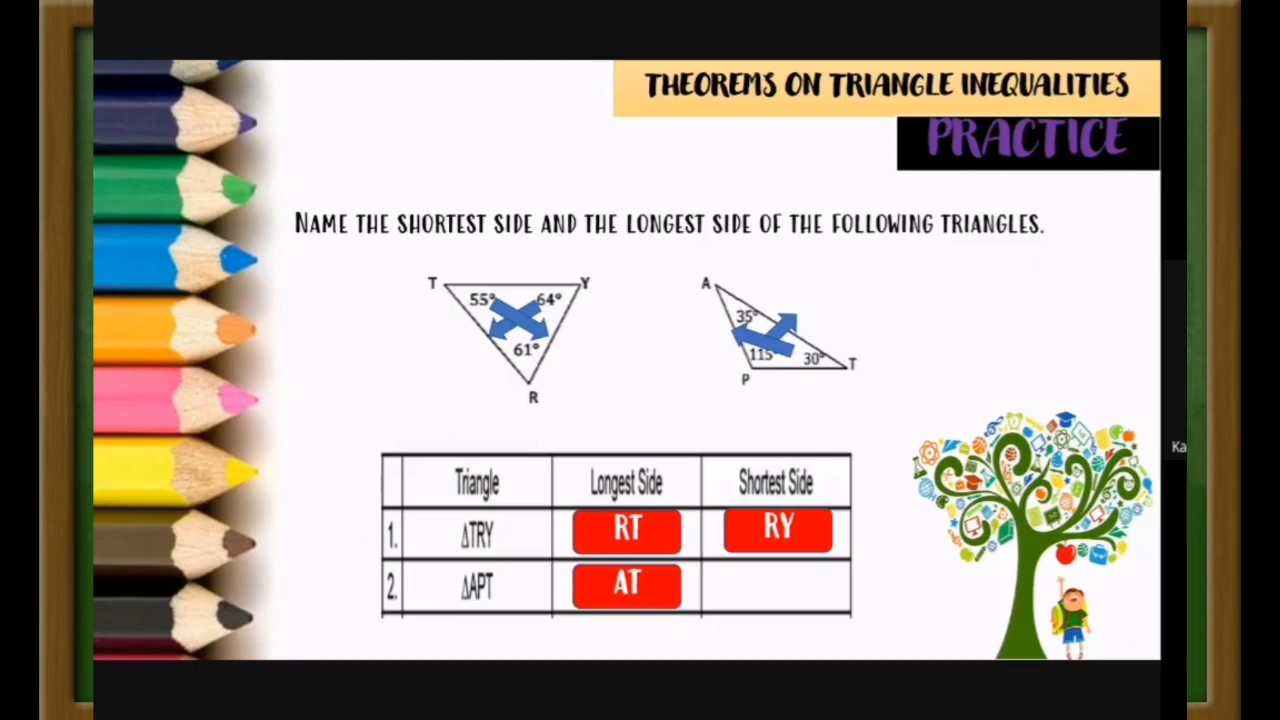 THEOREMS ON TRIANGLE INEQUALITIES
PRACTICE
NAME THE SHORTEST SIDE AND THE LONGEST SIDE OF THE FOLLOWING TRIANGLES.
T 55° 64° Y
61°
R
A
35°
115 30° T
P
Triangle Longest Side Shortest Side
1. ΔTRY RT RY
2. ΔAPT AT
Ka